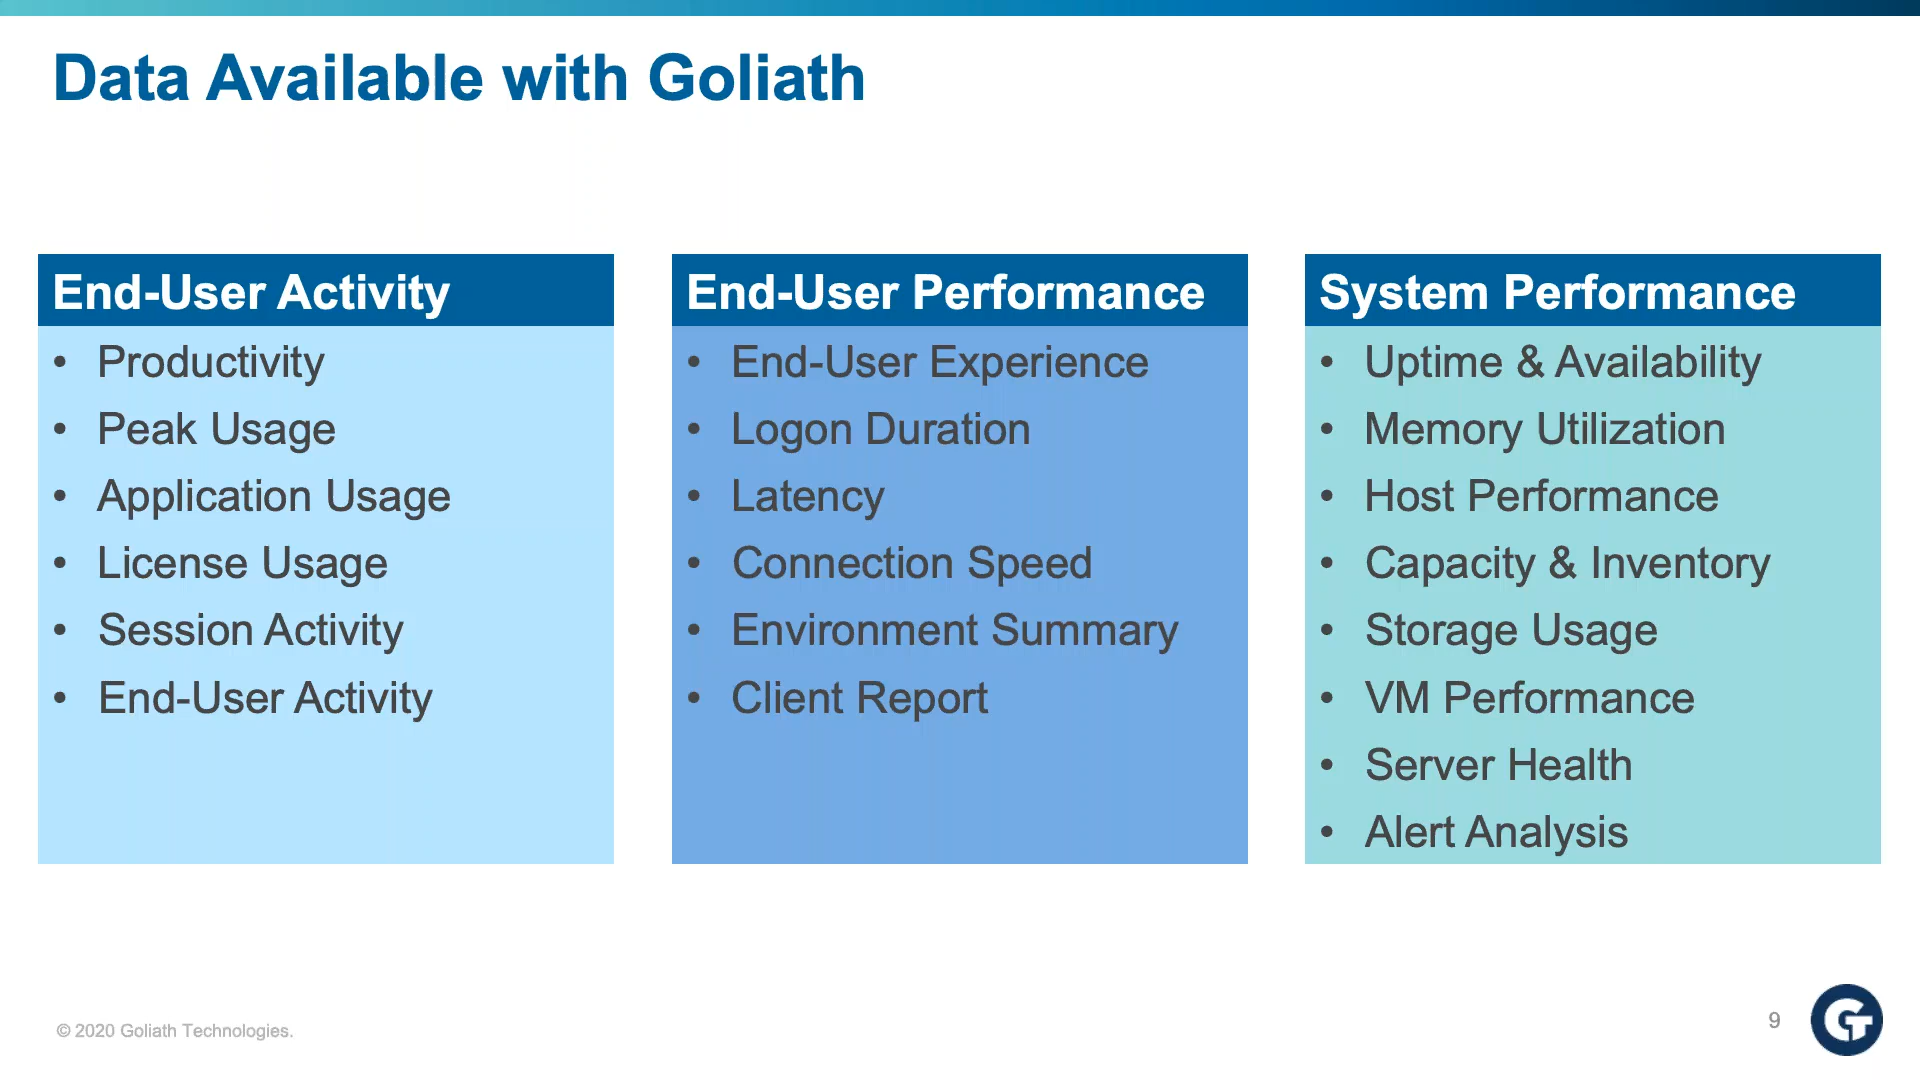 Data Available with Goliath
End-User Activity
• Productivity
• Peak Usage
• Application Usage
• License Usage
• Session Activity
• End-User Activity
End-User Performance
• End-User Experience
• Logon Duration
• Latency
• Connection Speed
• Environment Summary
• Client Report
System Performance
• Uptime & Availability
• Memory Utilization
• Host Performance
• Capacity & Inventory
• Storage Usage
• VM Performance
• Server Health
• Alert Analysis
© 2020 Goliath Technologies.
9
GT